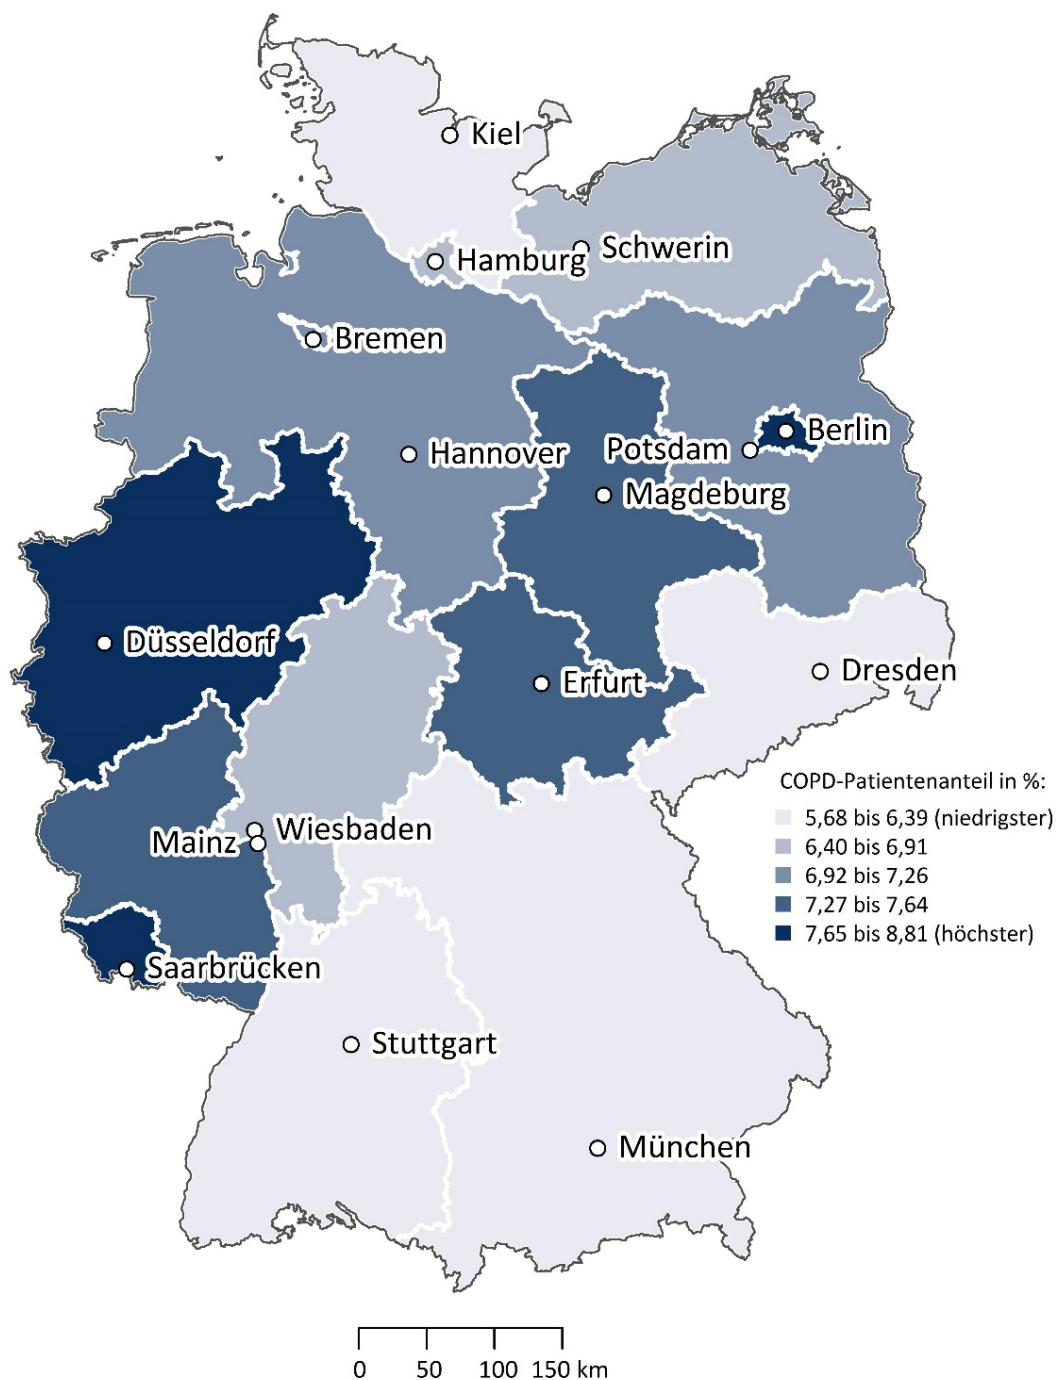 Kiel
Schwerin
Hamburg
Bremen
Berlin
Potsdam
Hannover
Magdeburg
Düsseldorf
Erfurt
Dresden
COPD-Patientenanteil in %:
5,68 bis 6,39 (niedrigster)
6,40 bis 6,91
6,92 bis 7,26
7,27 bis 7,64
7,65 bis 8,81 (höchster)
Wiesbaden
Mainz
Saarbrücken
Stuttgart
München
0 50 100 150 km